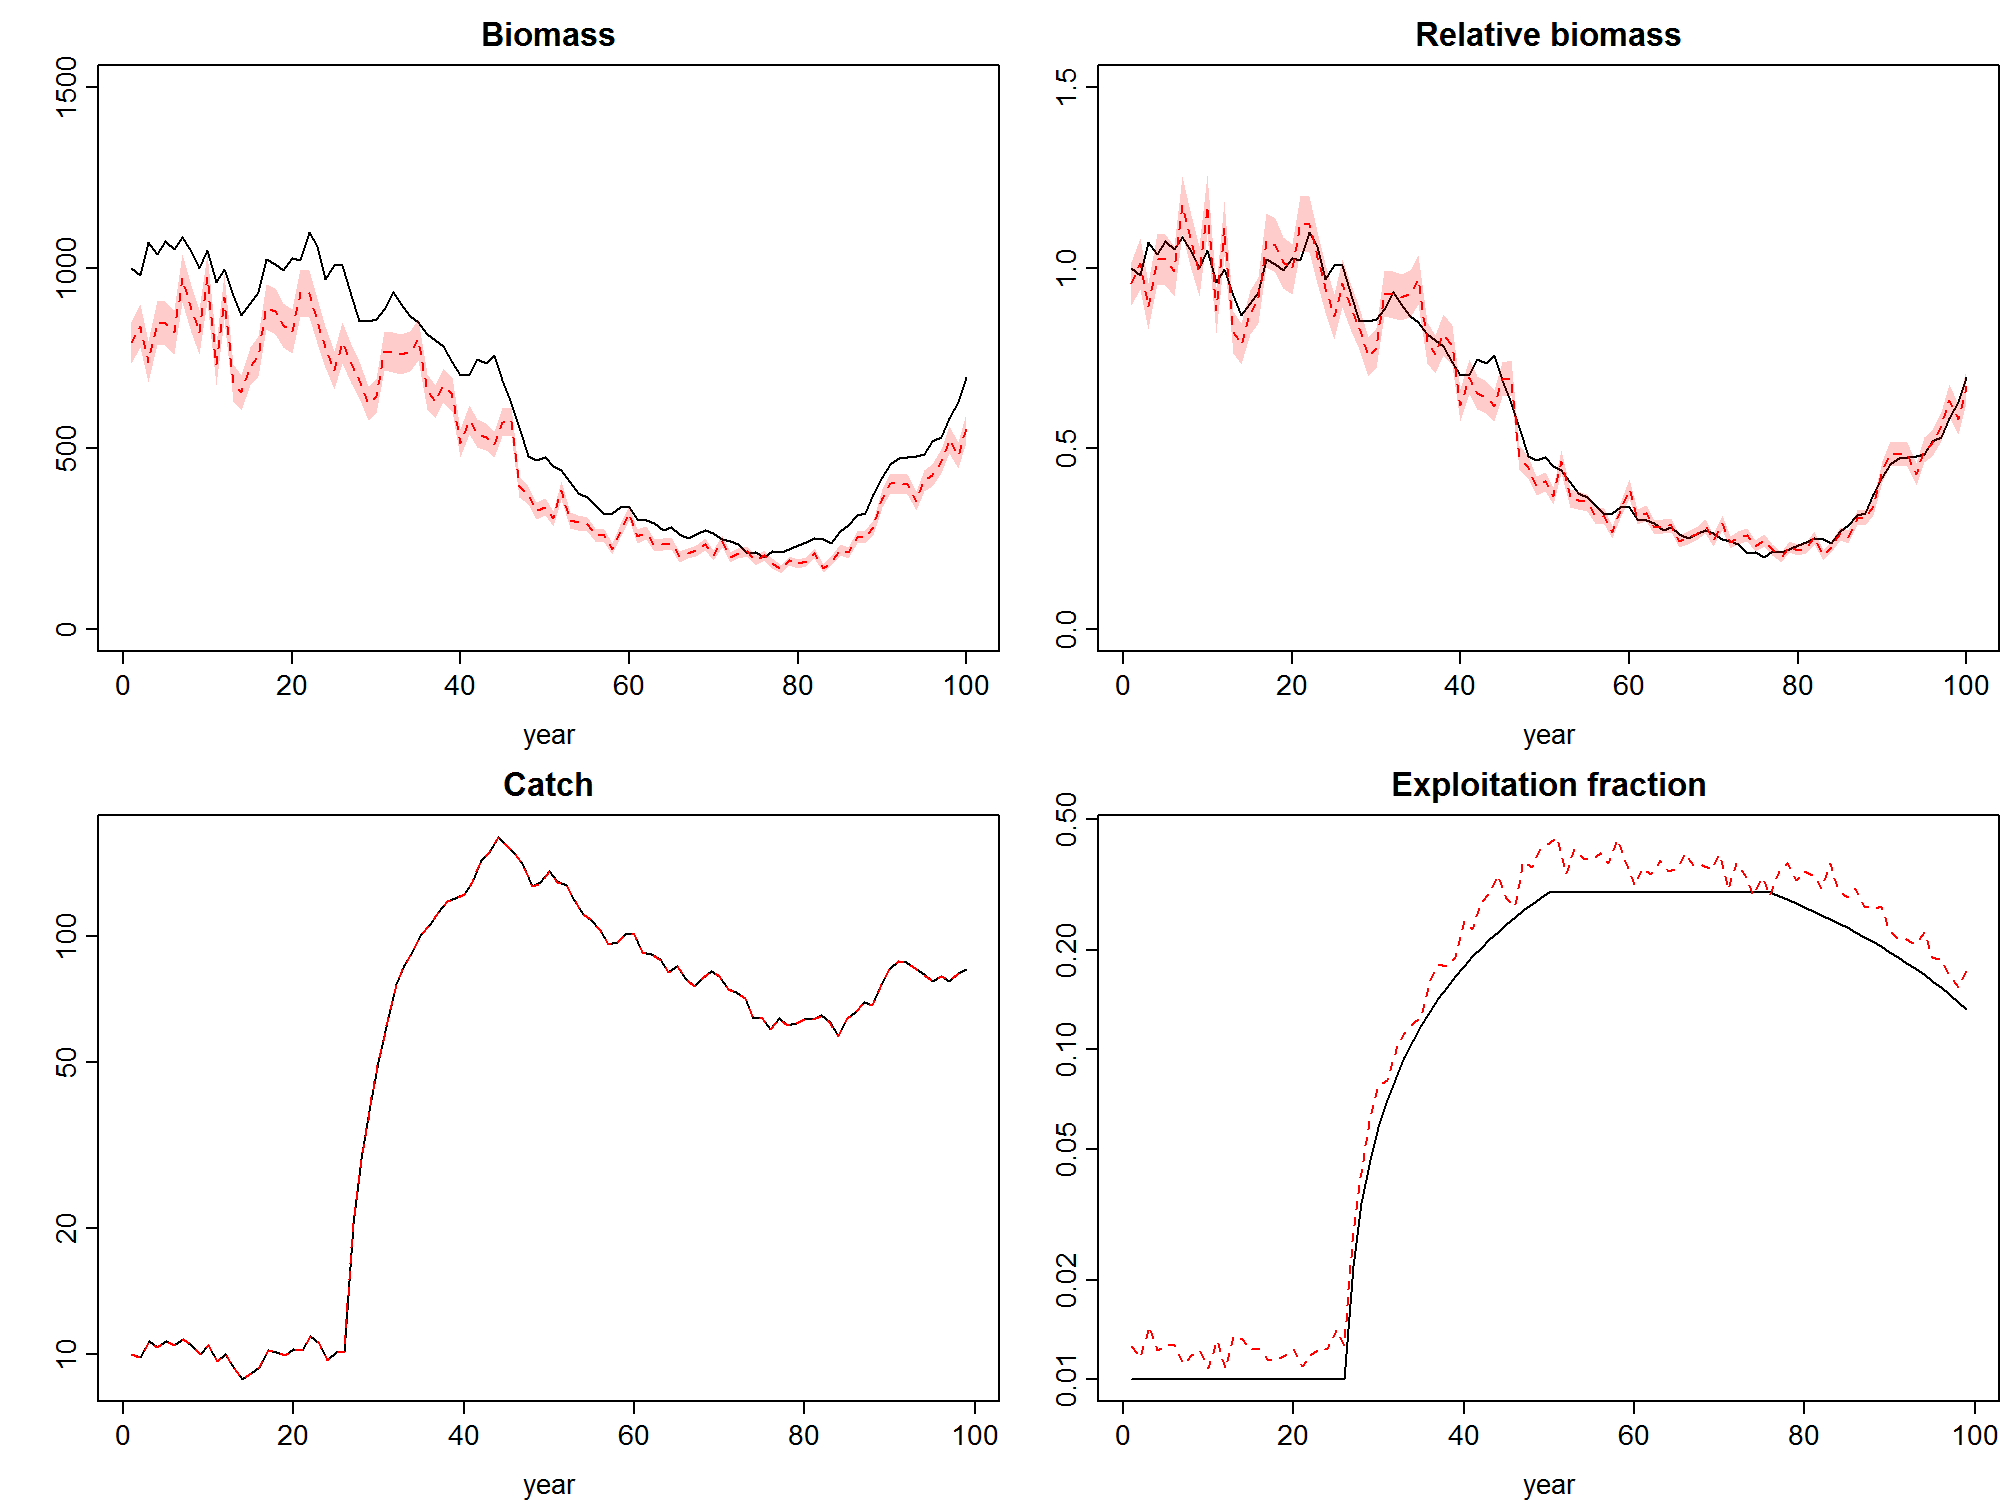 Biomass
1500
1000
500
0
0 20 40 60 80 100
year
Relative biomass
1.5
1.0
0.5
0.0
0 20 40 60 80 100
year
Catch
100
50
20
10
0 20 40 60 80 100
year
Exploitation fraction
0.50
0.20
0.10
0.05
0.02
0.01
0 20 40 60 80 100
year